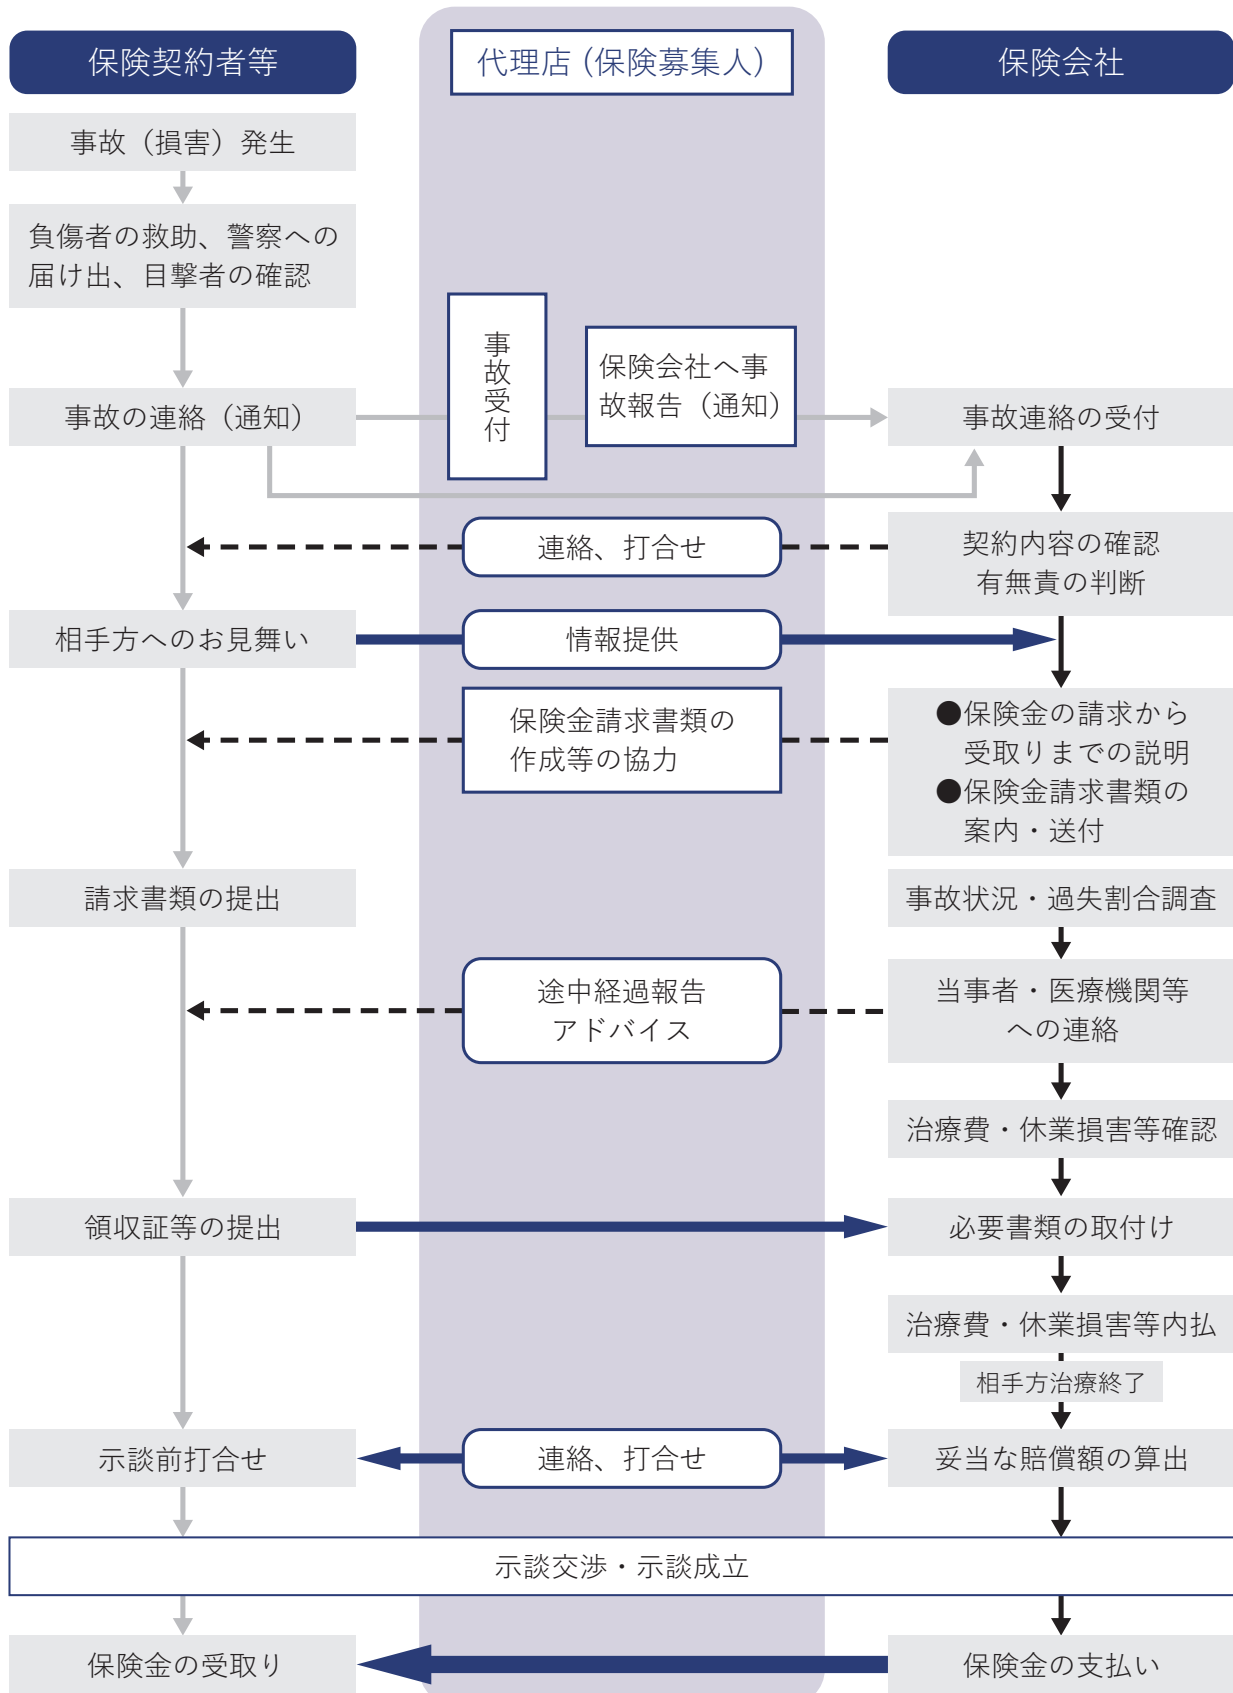 保険契約者等
代理店(保険募集人)
保険会社
事故（損害）発生
負傷者の救助、警察への
届け出、目撃者の確認
事故の連絡（通知）
事故受付
保険会社へ事
故報告（通知）
事故連絡の受付
連絡、打合せ
契約内容の確認
有無責の判断
相手方へのお見舞い
情報提供
保険金請求書類の
作成等の協力
●保険金の請求から
受取りまでの説明
●保険金請求書類の
案内・送付
請求書類の提出
事故状況・過失割合調査
途中経過報告
アドバイス
当事者・医療機関等
への連絡
治療費・休業損害等確認
領収証等の提出
必要書類の取付け
治療費・休業損害等内払
相手方治療終了
示談前打合せ
連絡、打合せ
妥当な賠償額の算出
示談交渉・示談成立
保険金の受取り
保険金の支払い